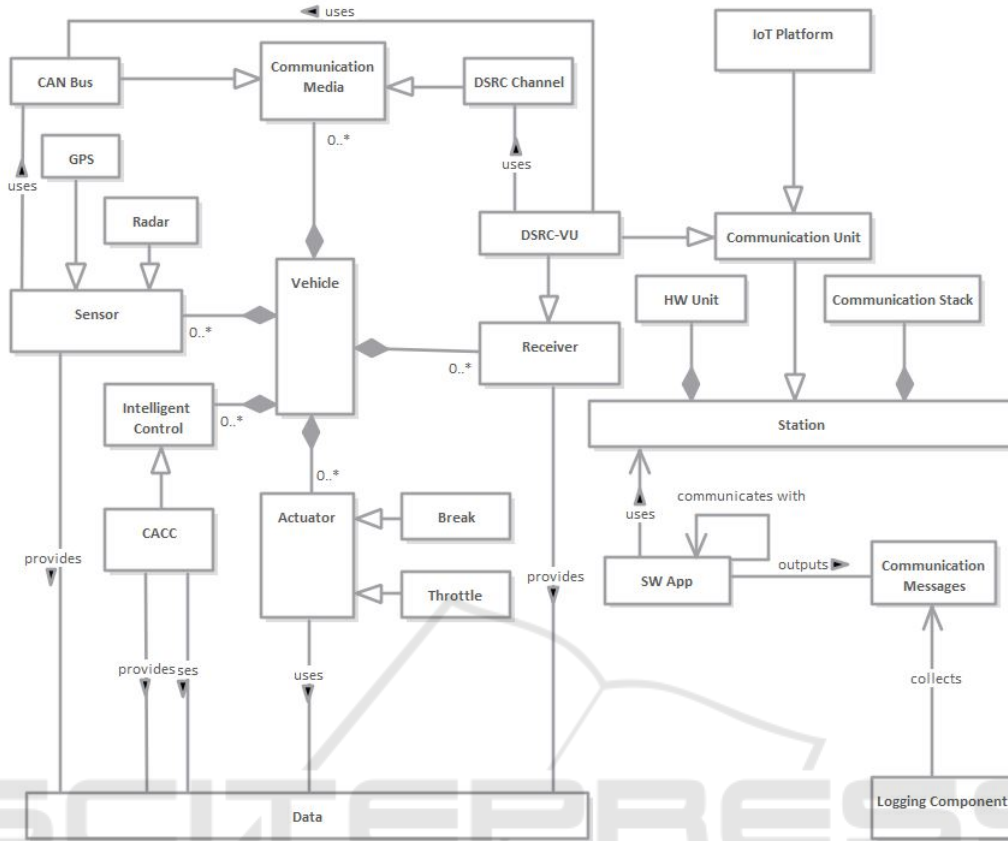 uses
IoT Platform
CAN Bus
Communication
Media
DSRC Channel
0..*
GPS
uses
uses
Radar
DSRC-VU
Communication Unit
Vehicle
HW Unit
Communication Stack
Sensor
0..*
Receiver
0..*
Intelligent
Control
0..*
Station
0..*
communicates with
Actuator
Break
uses
CACC
provides
provides
outputs
Communication
Messages
SW App
Throttle
provides
ses
uses
collects
Data
Logging Component
SCITEPRESS